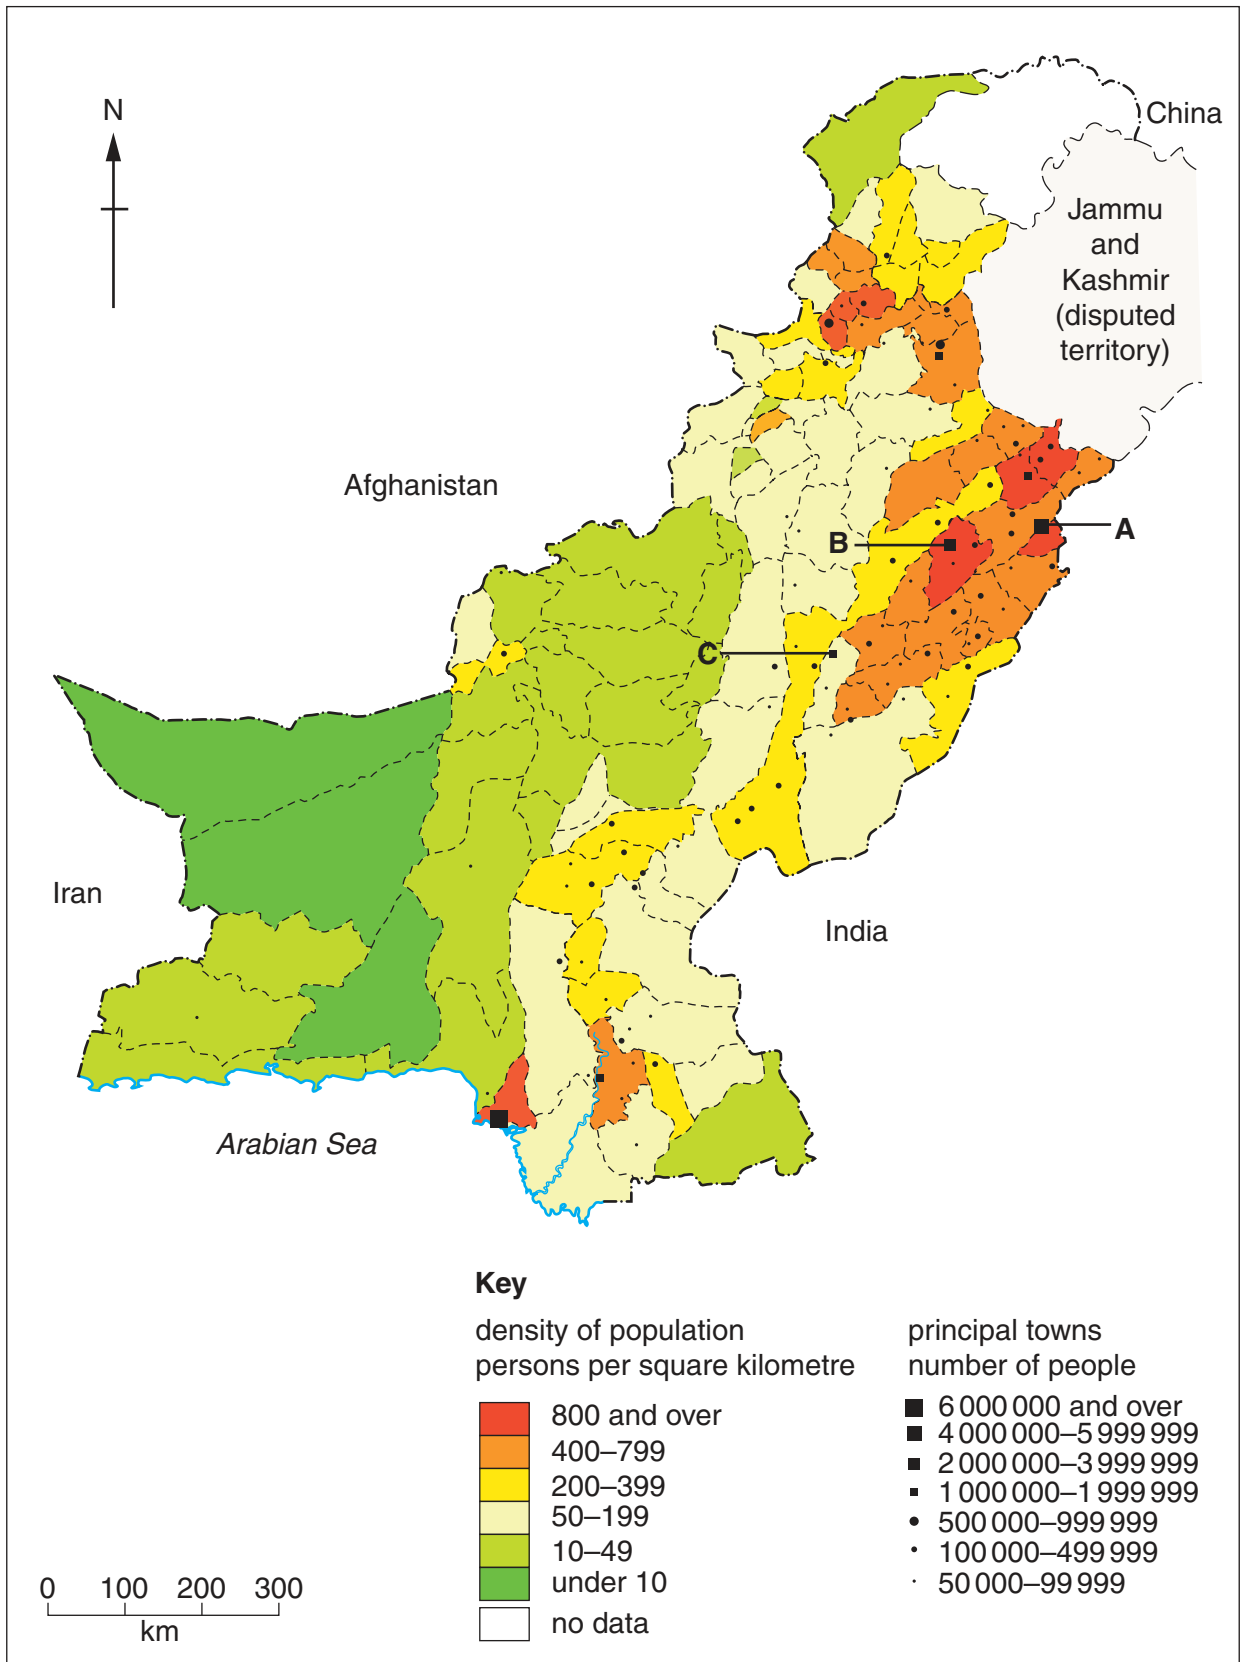 N
China
Jammu
and
Kashmir
(disputed
territory)
Afghanistan
A
B
C
Iran
India
Arabian Sea
Key
density of population
persons per square kilometre
800 and over
400–799
200–399
50–199
10–49
under 10
no data
principal towns
number of people
6 000 000 and over
4 000 000–5 999 999
2 000 000–3 999 999
1 000 000–1 999 999
500 000–999 999
100 000–499 999
50 000–99 999
0 100 200 300
km